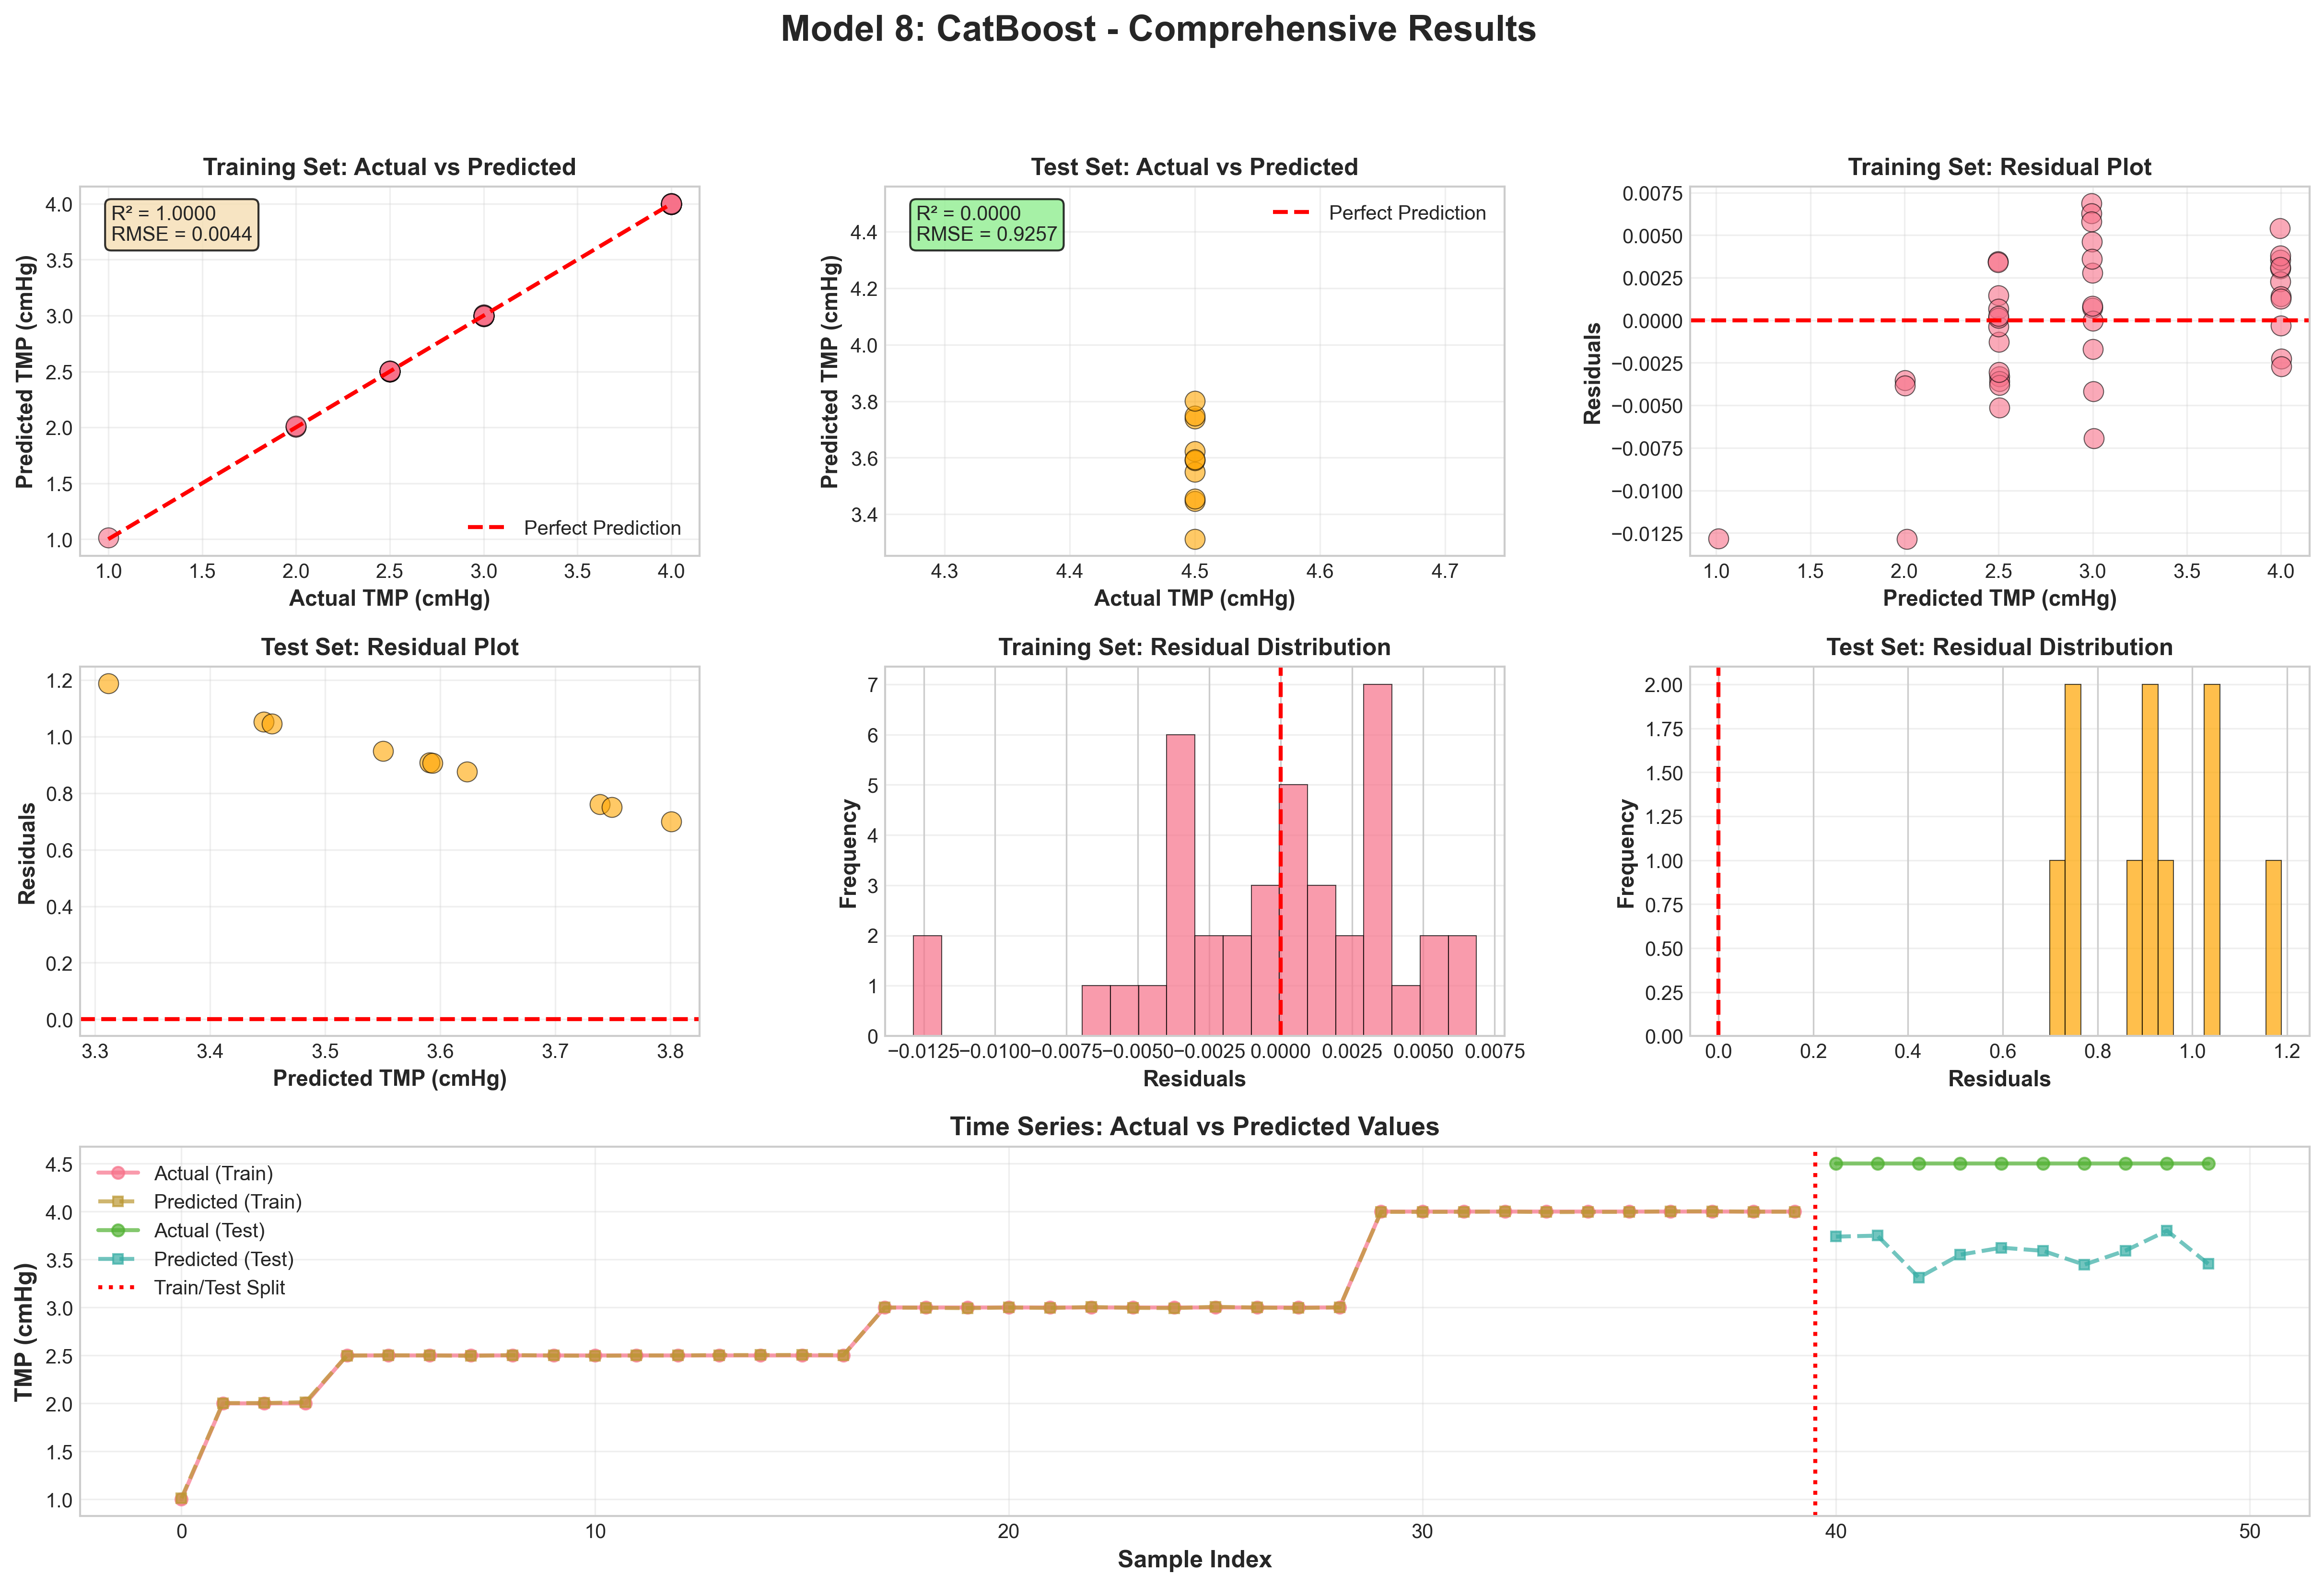 Model 8: CatBoost - Comprehensive Results
Training Set: Actual vs Predicted
R² = 1.0000
RMSE = 0.0044
Perfect Prediction
Predicted TMP (cmHg)
4.0
3.5
3.0
2.5
2.0
1.5
1.0
1.0 1.5 2.0 2.5 3.0 3.5 4.0
Actual TMP (cmHg)
Test Set: Actual vs Predicted
R² = 0.0000
RMSE = 0.9257
Perfect Prediction
Predicted TMP (cmHg)
4.4
4.2
4.0
3.8
3.6
3.4
4.3 4.4 4.5 4.6 4.7
Actual TMP (cmHg)
Training Set: Residual Plot
Residuals
0.0075
0.0050
0.0025
0.0000
−0.0025
−0.0050
−0.0075
−0.0100
−0.0125
1.0 1.5 2.0 2.5 3.0 3.5 4.0
Predicted TMP (cmHg)
Test Set: Residual Plot
Residuals
1.2
1.0
0.8
0.6
0.4
0.2
0.0
3.3 3.4 3.5 3.6 3.7 3.8
Predicted TMP (cmHg)
Training Set: Residual Distribution
Frequency
7
6
5
4
3
2
1
0
−0.0125 −0.0100 −0.0075 −0.0050 −0.0025 0.0000 0.0025 0.0050 0.0075
Residuals
Test Set: Residual Distribution
Frequency
2.00
1.75
1.50
1.25
1.00
0.75
0.50
0.25
0.00
0.0 0.2 0.4 0.6 0.8 1.0 1.2
Residuals
Time Series: Actual vs Predicted Values
Actual (Train)
Predicted (Train)
Actual (Test)
Predicted (Test)
Train/Test Split
TMP (cmHg)
4.5
4.0
3.5
3.0
2.5
2.0
1.5
1.0
0 10 20 30 40 50
Sample Index